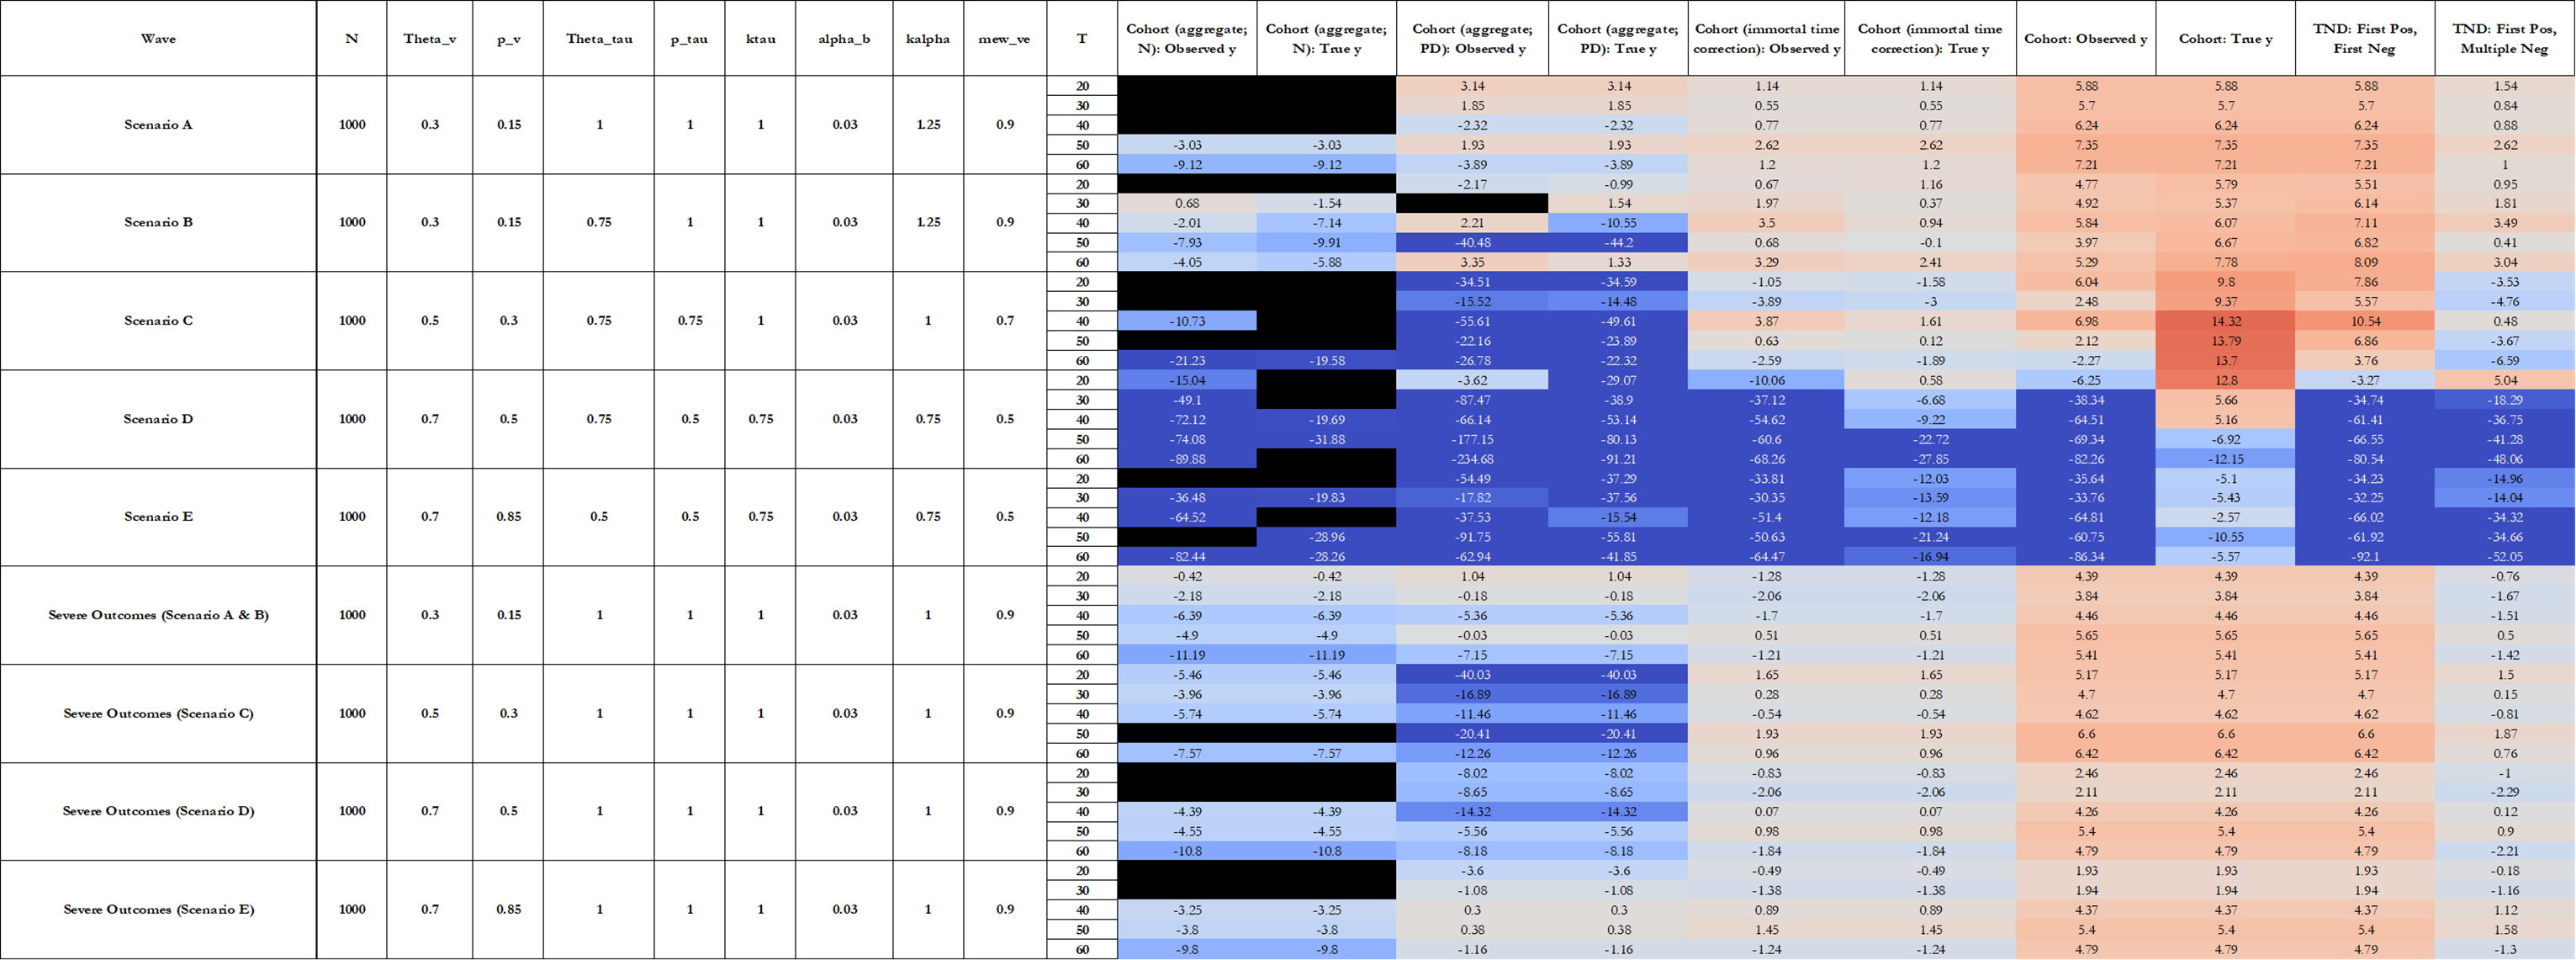 Wave N Theta_v p_v Theta_tau p_tau ktau alpha_b kalpha mew_ve T Cohort (aggregate; N): Observed y Cohort (aggregate; N): True y Cohort (aggregate; PD): Observed y Cohort (aggregate; PD): True y Cohort (immortal time correction): Observed y Cohort (immortal time correction): True y Cohort: Observed y Cohort: True y TND: First Pos, First Neg TND: First Pos, Multiple Neg
Scenario A 1000 0.3 0.15 1 1 1 0.03 1.25 0.9
20 3.14 3.14 1.14 1.14 5.88 5.88 5.88 1.54
30 1.85 1.85 0.55 0.55 5.7 5.7 5.7 0.84
40 -2.32 -2.32 0.77 0.77 6.24 6.24 6.24 0.88
50 -3.03 -3.03 1.93 1.93 2.62 2.62 7.35 7.35 7.35 2.62
60 -9.12 -9.12 -3.89 -3.89 1.2 1.2 7.21 7.21 7.21 1
Scenario B 1000 0.3 0.15 0.75 1 1 0.03 1.25 0.9
20 -2.17 -0.99 0.67 1.16 4.77 5.79 5.51 0.95
30 0.68 -1.54 1.54 1.97 0.37 4.92 5.37 6.14 1.81
40 -2.01 -7.14 2.21 -10.55 3.5 0.94 5.84 6.07 7.11 3.49
50 -7.93 -9.91 -40.48 -44.2 0.68 -0.1 3.97 6.67 6.82 0.41
60 -4.05 -5.88 3.35 1.33 3.29 2.41 5.29 7.78 8.09 3.04
Scenario C 1000 0.5 0.3 0.75 0.75 1 0.03 1 0.7
20 -34.51 -34.59 -1.05 -1.58 6.04 9.8 7.86 -3.53
30 -15.52 -14.48 -3.89 -3 2.48 9.37 5.57 -4.76
40 -10.73 -55.61 -49.61 3.87 1.61 6.98 14.32 10.54 0.48
50 -22.16 -23.89 0.63 0.12 2.12 13.79 6.86 -3.67
60 -21.23 -19.58 -26.78 -22.32 -2.59 -1.89 -2.27 13.7 3.76 -6.59
Scenario D 1000 0.7 0.5 0.75 0.5 0.75 0.03 0.75 0.5
20 -15.04 -3.62 -29.07 -10.06 0.58 -6.25 12.8 -3.27 5.04
30 -49.1 -87.47 -38.9 -37.12 -6.68 -38.34 5.66 -34.74 -18.29
40 -72.12 -19.69 -66.14 -53.14 -54.62 -9.22 -64.51 5.16 -61.41 -36.75
50 -74.08 -31.88 -177.15 -80.13 -60.6 -22.72 -69.34 -6.92 -66.55 -41.28
60 -89.88 -234.68 -91.21 -68.26 -27.85 -82.26 -12.15 -80.54 -48.06
Scenario E 1000 0.7 0.85 0.5 0.5 0.75 0.03 0.75 0.5
20 -54.49 -37.29 -33.81 -12.03 -35.64 -5.1 -34.23 -14.96
30 -36.48 -19.83 -17.82 -37.56 -30.35 -13.59 -33.76 -5.43 -32.25 -14.04
40 -64.52 -37.53 -15.54 -51.4 -12.18 -64.81 -2.57 -66.02 -34.32
50 -28.96 -91.75 -55.81 -50.63 -21.24 -60.75 -10.55 -61.92 -34.66
60 -82.44 -28.26 -62.94 -41.85 -64.47 -16.94 -86.34 -5.57 -92.1 -52.05
Severe Outcomes (Scenario A & B) 1000 0.3 0.15 1 1 1 0.03 1 0.9
20 -0.42 -0.42 1.04 1.04 -1.28 -1.28 4.39 4.39 4.39 -0.76
30 -2.18 -2.18 -0.18 -0.18 -2.06 -2.06 3.84 3.84 3.84 -1.67
40 -6.39 -6.39 -5.36 -5.36 -1.7 -1.7 4.46 4.46 4.46 -1.51
50 -4.9 -4.9 -0.03 -0.03 0.51 0.51 5.65 5.65 5.65 0.5
60 -11.19 -11.19 -7.15 -7.15 -1.21 -1.21 5.41 5.41 5.41 -1.42
Severe Outcomes (Scenario C) 1000 0.5 0.3 1 1 1 0.03 1 0.9
20 -5.46 -5.46 -40.03 -40.03 1.65 1.65 5.17 5.17 5.17 1.5
30 -3.96 -3.96 -16.89 -16.89 0.28 0.28 4.7 4.7 4.7 0.15
40 -5.74 -5.74 -11.46 -11.46 -0.54 -0.54 4.62 4.62 4.62 -0.81
50 -20.41 -20.41 1.93 1.93 6.6 6.6 6.6 1.87
60 -7.57 -7.57 -12.26 -12.26 0.96 0.96 6.42 6.42 6.42 0.76
Severe Outcomes (Scenario D) 1000 0.7 0.5 1 1 1 0.03 1 0.9
20 -8.02 -8.02 -0.83 -0.83 2.46 2.46 2.46 -1
30 -8.65 -8.65 -2.06 -2.06 2.11 2.11 2.11 -2.29
40 -4.39 -4.39 -14.32 -14.32 0.07 0.07 4.26 4.26 4.26 0.12
50 -4.55 -4.55 -5.56 -5.56 0.98 0.98 5.4 5.4 5.4 0.9
60 -10.8 -10.8 -8.18 -8.18 -1.84 -1.84 4.79 4.79 4.79 -2.21
Severe Outcomes (Scenario E) 1000 0.7 0.85 1 1 1 0.03 1 0.9
20 -3.6 -3.6 -0.49 -0.49 1.93 1.93 1.93 -0.18
30 -1.08 -1.08 -1.38 -1.38 1.94 1.94 1.94 -1.16
40 -3.25 -3.25 0.3 0.3 0.89 0.89 4.37 4.37 4.37 1.12
50 -3.8 -3.8 0.38 0.38 1.45 1.45 5.4 5.4 5.4 1.58
60 -9.8 -9.8 -1.16 -1.16 -1.24 -1.24 4.79 4.79 4.79 -1.3